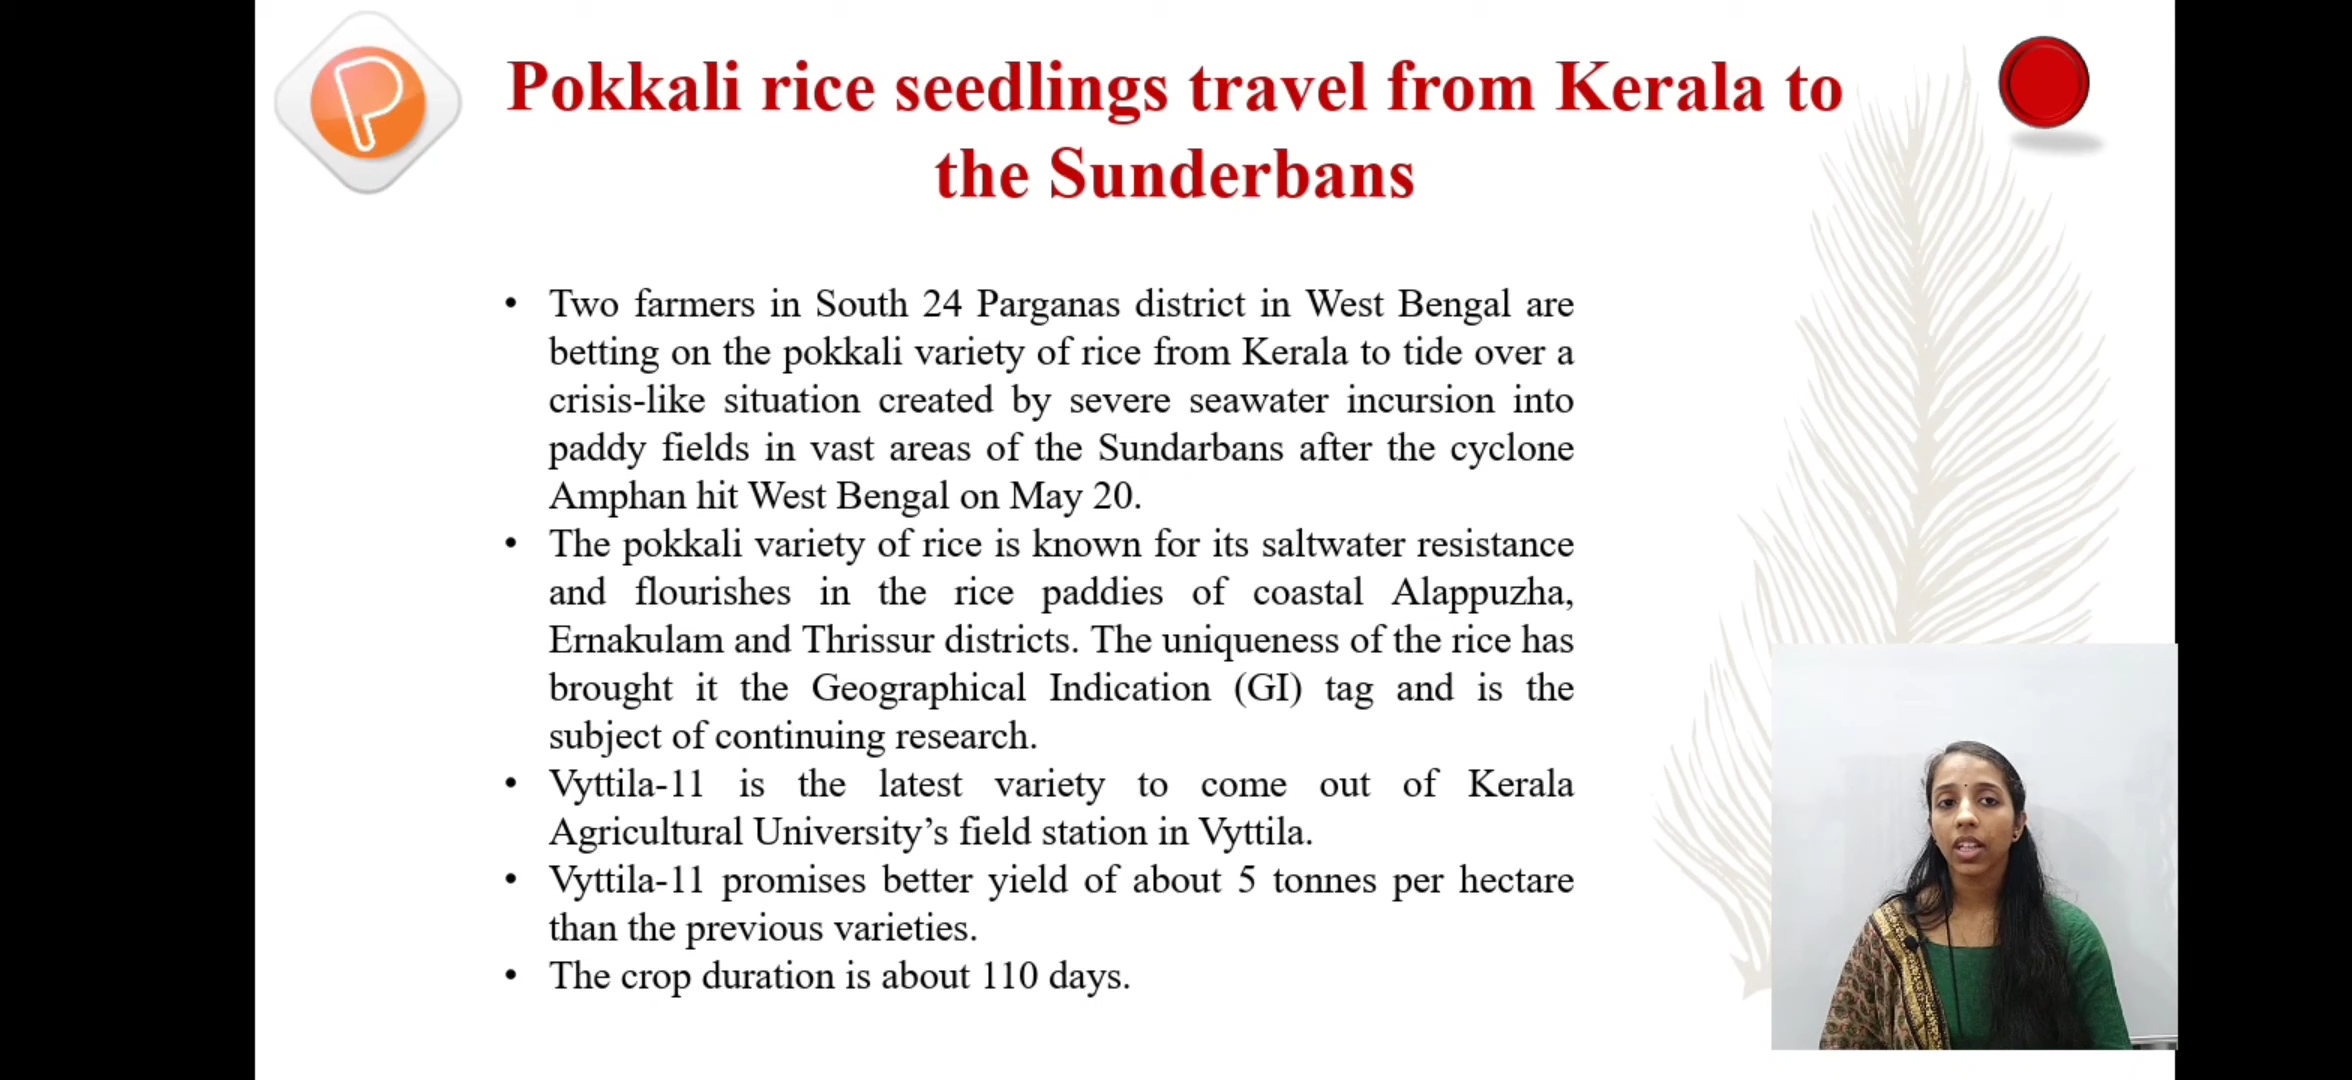 Pokkali rice seedlings travel from Kerala to
the Sunderbans
• Two farmers in South 24 Parganas district in West Bengal are
betting on the pokkali variety of rice from Kerala to tide over a
crisis-like situation created by severe seawater incursion into
paddy fields in vast areas of the Sundarbans after the cyclone
Amphan hit West Bengal on May 20.
• The pokkali variety of rice is known for its saltwater resistance
and flourishes in the rice paddies of coastal Alappuzha,
Ernakulam and Thrissur districts. The uniqueness of the rice has
brought it the Geographical Indication (GI) tag and is the
subject of continuing research.
• Vyttila-11 is the latest variety to come out of Kerala
Agricultural University’s field station in Vyttila.
• Vyttila-11 promises better yield of about 5 tonnes per hectare
than the previous varieties.
• The crop duration is about 110 days.